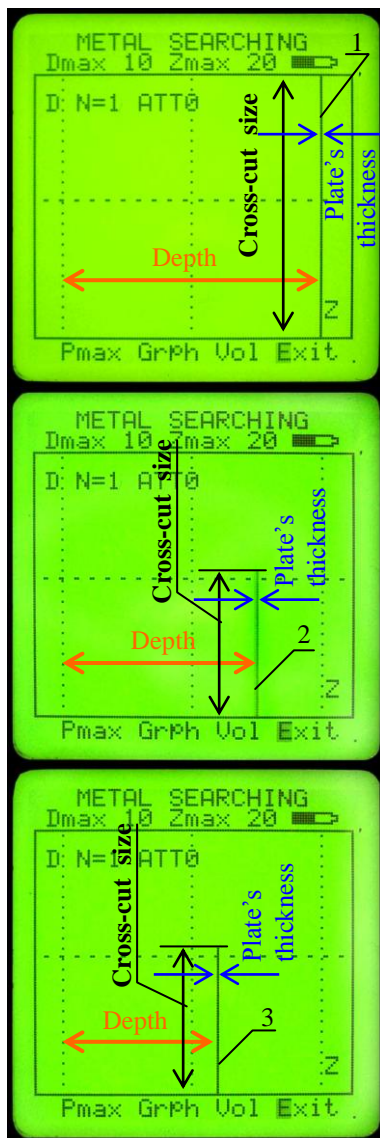 METAL SEARCHING
1
Dmax 10 Zmax 20
D N=1 ATT0
Cross-cut size
Plate's
thickness
Depth
Z
Pmax Grph Vol Exit
METAL SEARCHING
Dmax 10 Zmax 20
D N=1 ATT0
Cross-cut size
Plate's
thickness
Depth
2
Z
Pmax Grph Vol Exit
METAL SEARCHING
Dmax 10 Zmax 20
D N=1 ATT0
Cross-cut size
Plate's
thickness
Depth
3
Z
Pmax Grph Vol Exit